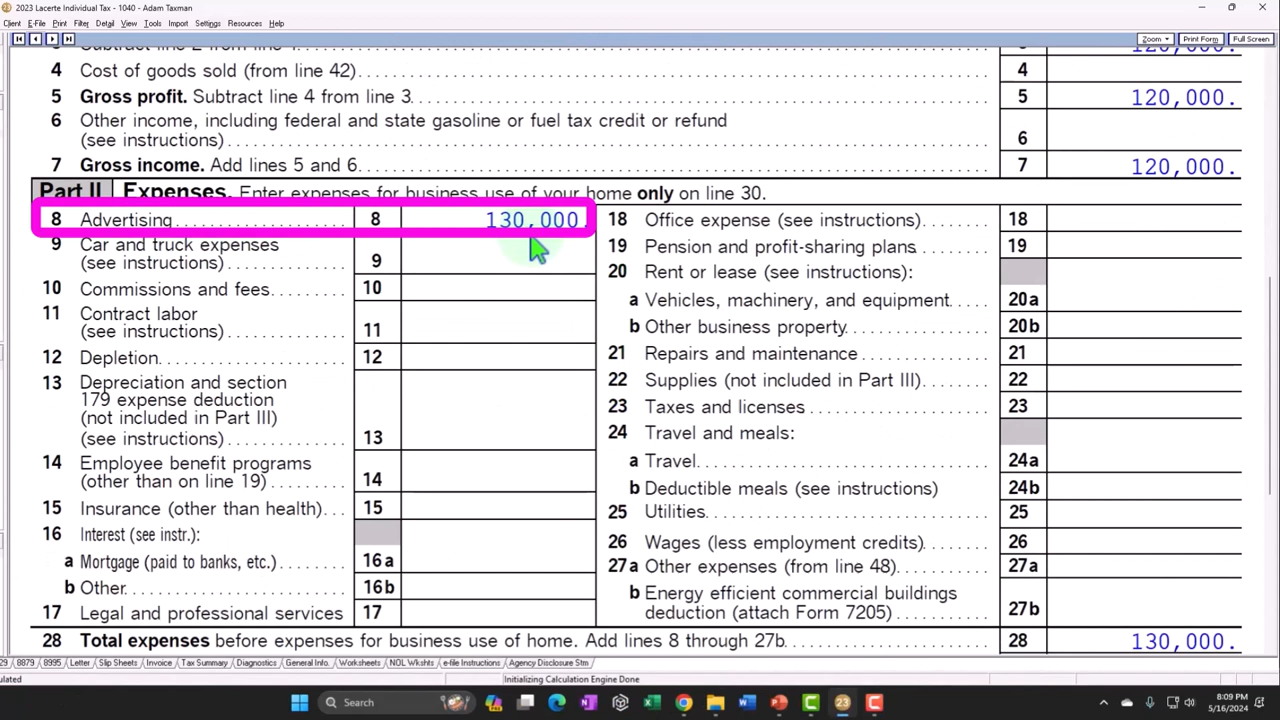 2023 Lacerte Individual Tax - 1040 - Adam Taxman
Client E-File Print Filter Detail View Tools Import Settings Resources Help
Zoom Print Form Full Screen
120,000.
4 Cost of goods sold (from line 42) 4
5 Gross profit. Subtract line 4 from line 3 5 120,000.
6 Other income, including federal and state gasoline or fuel tax credit or refund
(see instructions) 6
7 Gross income. Add lines 5 and 6 7 120,000.
Part II Expenses. Enter expenses for business use of your home only on line 30.
8 Advertising 8 130,000.
9 Car and truck expenses
(see instructions) 9
10 Commissions and fees 10
11 Contract labor
(see instructions) 11
12 Depletion 12
13 Depreciation and section
179 expense deduction
(not included in Part III)
(see instructions) 13
14 Employee benefit programs
(other than on line 19) 14
15 Insurance (other than health) 15
16 Interest (see instr.):
a Mortgage (paid to banks, etc.) 16a
b Other 16b
17 Legal and professional services 17
18 Office expense (see instructions) 18
19 Pension and profit-sharing plans 19
20 Rent or lease (see instructions):
a Vehicles, machinery, and equipment 20a
b Other business property 20b
21 Repairs and maintenance 21
22 Supplies (not included in Part III) 22
23 Taxes and licenses 23
24 Travel and meals:
a Travel 24a
b Deductible meals (see instructions) 24b
25 Utilities 25
26 Wages (less employment credits) 26
27a Other expenses (from line 48) 27a
b Energy efficient commercial buildings
deduction (attach Form 7205) 27b
28 Total expenses before expenses for business use of home. Add lines 8 through 27b 28 130,000.
29 8879 8995 Letter Slip Sheets Invoice Tax Summary Diagnostics General Info. Worksheets NOL Wkshts e-file Instructions Agency Disclosure Stm
Initializing Calculation Engine Done
Search
8:09 PM
5/16/2024